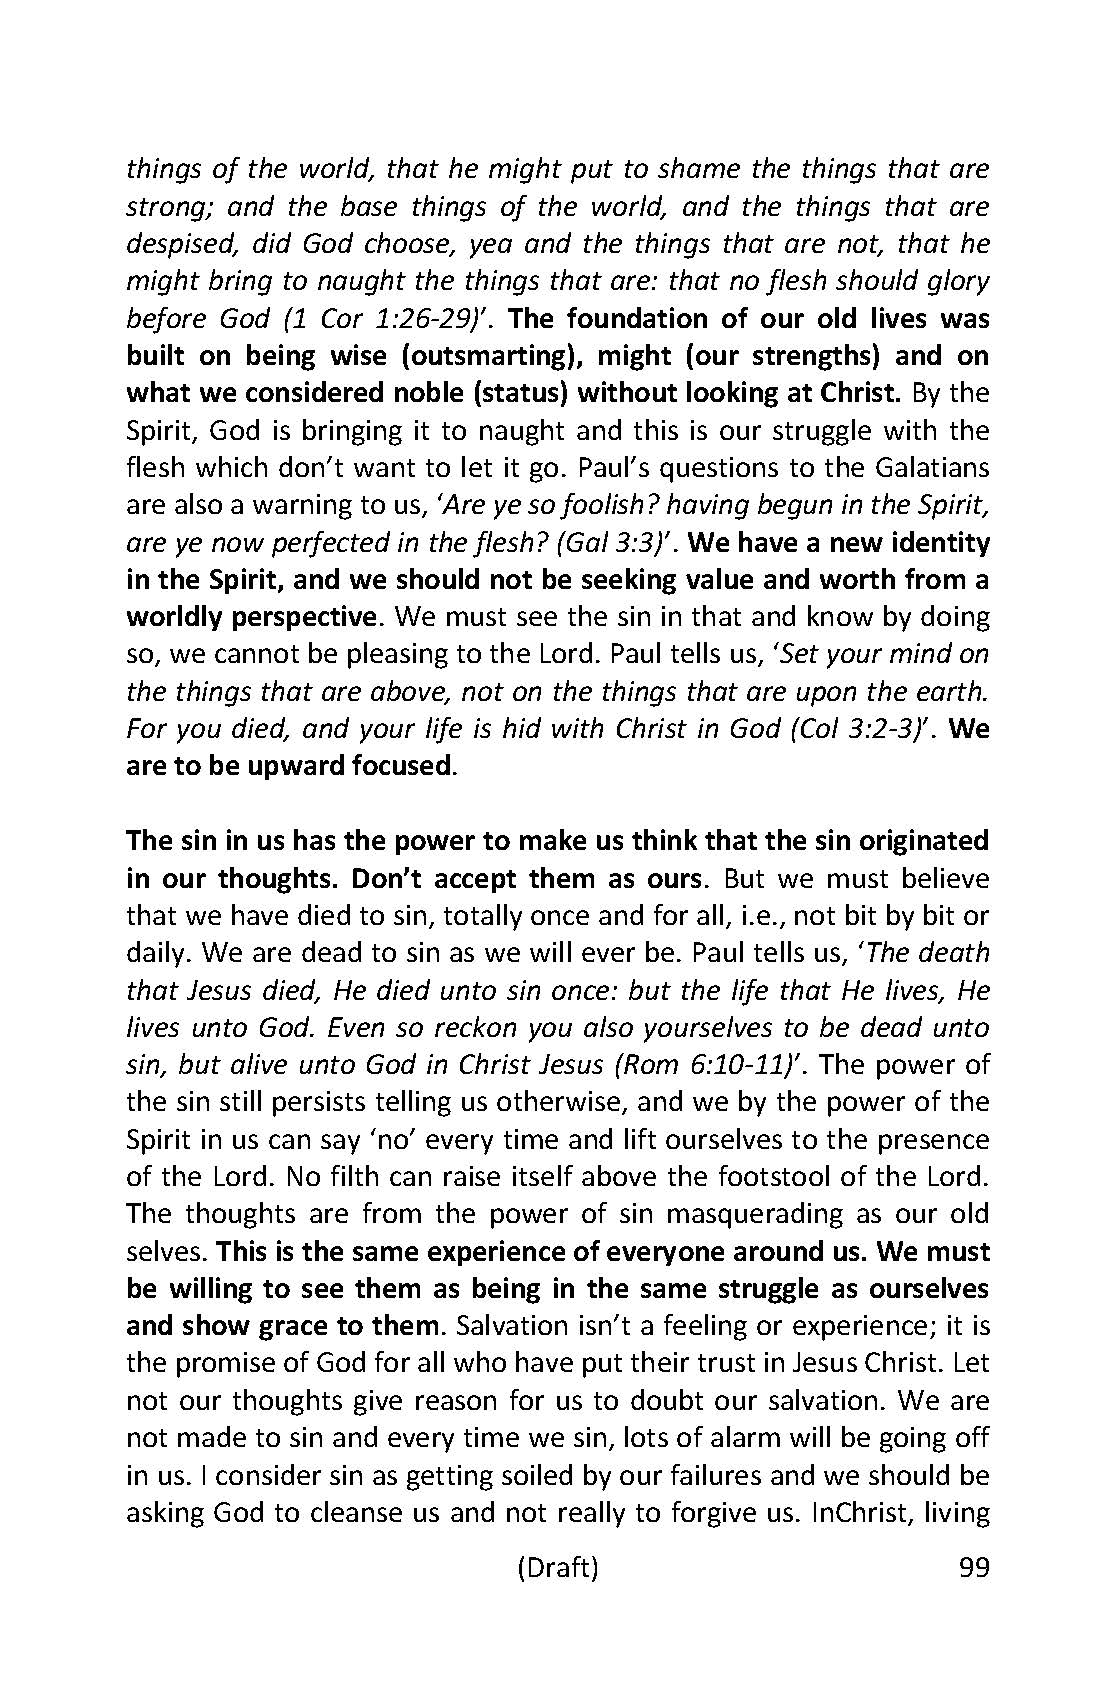 things of the world, that he might put to shame the things that are
strong; and the base things of the world, and the things that are
despised, did God choose, yea and the things that are not, that he
might bring to naught the things that are: that no flesh should glory
before God (1 Cor 1:26-29)’. The foundation of our old lives was
built on being wise (outsmarting), might (our strengths) and on
what we considered noble (status) without looking at Christ. By the
Spirit, God is bringing it to naught and this is our struggle with the
flesh which don’t want to let it go. Paul’s questions to the Galatians
are also a warning to us, ‘Are ye so foolish? having begun in the Spirit,
are ye now perfected in the flesh? (Gal 3:3)’. We have a new identity
in the Spirit, and we should not be seeking value and worth from a
worldly perspective. We must see the sin in that and know by doing
so, we cannot be pleasing to the Lord. Paul tells us, ‘Set your mind on
the things that are above, not on the things that are upon the earth.
For you died, and your life is hid with Christ in God (Col 3:2-3)’. We
are to be upward focused.
The sin in us has the power to make us think that the sin originated
in our thoughts. Don’t accept them as ours. But we must believe
that we have died to sin, totally once and for all, i.e., not bit by bit or
daily. We are dead to sin as we will ever be. Paul tells us, ‘The death
that Jesus died, He died unto sin once: but the life that He lives, He
lives unto God. Even so reckon you also yourselves to be dead unto
sin, but alive unto God in Christ Jesus (Rom 6:10-11)’. The power of
the sin still persists telling us otherwise, and we by the power of the
Spirit in us can say ‘no’ every time and lift ourselves to the presence
of the Lord. No filth can raise itself above the footstool of the Lord.
The thoughts are from the power of sin masquerading as our old
selves. This is the same experience of everyone around us. We must
be willing to see them as being in the same struggle as ourselves
and show grace to them. Salvation isn’t a feeling or experience; it is
the promise of God for all who have put their trust in Jesus Christ. Let
not our thoughts give reason for us to doubt our salvation. We are
not made to sin and every time we sin, lots of alarm will be going off
in us. I consider sin as getting soiled by our failures and we should be
asking God to cleanse us and not really to forgive us. InChrist, living
(Draft) 99